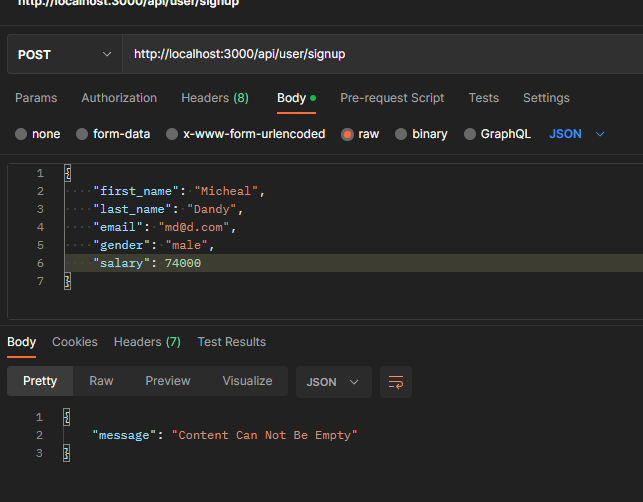 http://localhost:3000/api/user/signup
POST http://localhost:3000/api/user/signup
Params Authorization Headers (8) Body Pre-request Script Tests Settings
none form-data x-www-form-urlencoded raw binary GraphQL JSON
1 {
2 "first_name": "Micheal",
3 "last_name": "Dandy",
4 "email": "md@d.com",
5 "gender": "male",
6 "salary": 74000
7 }
Body Cookies Headers (7) Test Results
Pretty Raw Preview Visualize JSON
1 {
2 "message": "Content Can Not Be Empty"
3 }